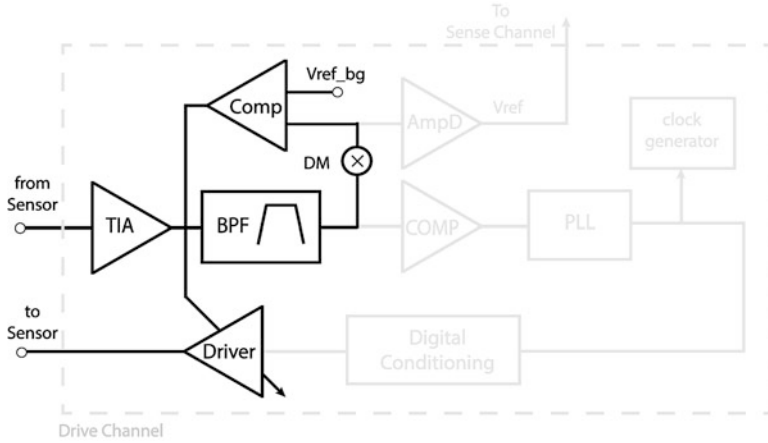 To
Sense Channel
Vref_bg
Comp
AmpD
Vref
clock
generator
DM
from
Sensor
TIA
BPF
COMP
PLL
to
Sensor
Driver
Digital
Conditioning
Drive Channel